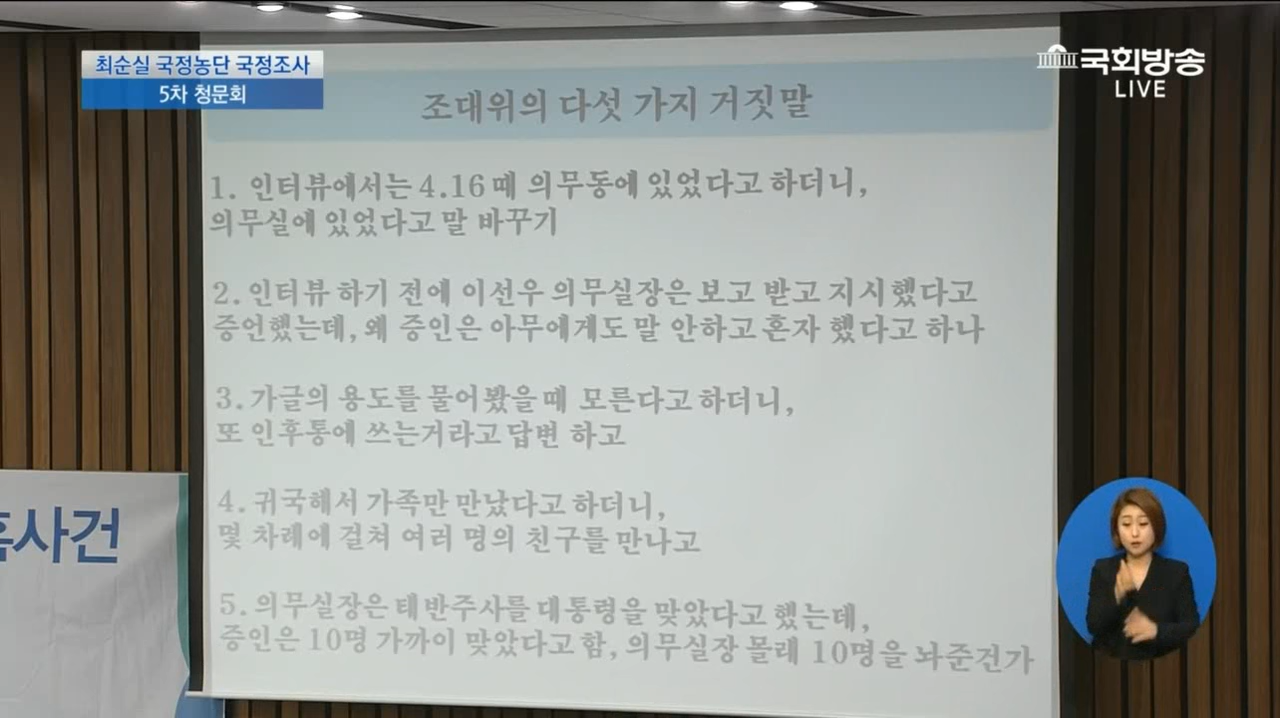 최순실 국정농단 국정조사
5차 청문회
국회방송
LIVE
조대위의 다섯 가지 거짓말
1. 인터뷰에서는 4.16 때 의무동에 있었다고 하더니,
의무실에 있었다고 말 바꾸기
2. 인터뷰 하기 전에 이선우 의무실장은 보고 받고 지시했다고
증언했는데, 왜 증인은 아무에게도 말 안하고 혼자 했다고 하나
3. 가글의 용도를 물어봤을 때 모른다고 하더니,
또 인후통에 쓰는거라고 답변 하고
4. 귀국해서 가족만 만났다고 하더니,
몇 차례에 걸쳐 여러 명의 친구를 만나고
5. 의무실장은 태반주사를 대통령을 맞았다고 했는데,
증인은 10명 가까이 맞았다고 함, 의무실장 몰래 10명을 놔준건가
사건